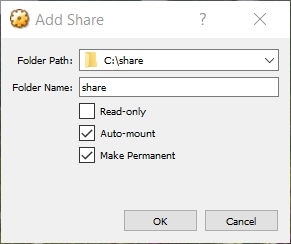 Add Share
Folder Path: C:\share
Folder Name: share
Read-only
Auto-mount
Make Permanent
OK Cancel